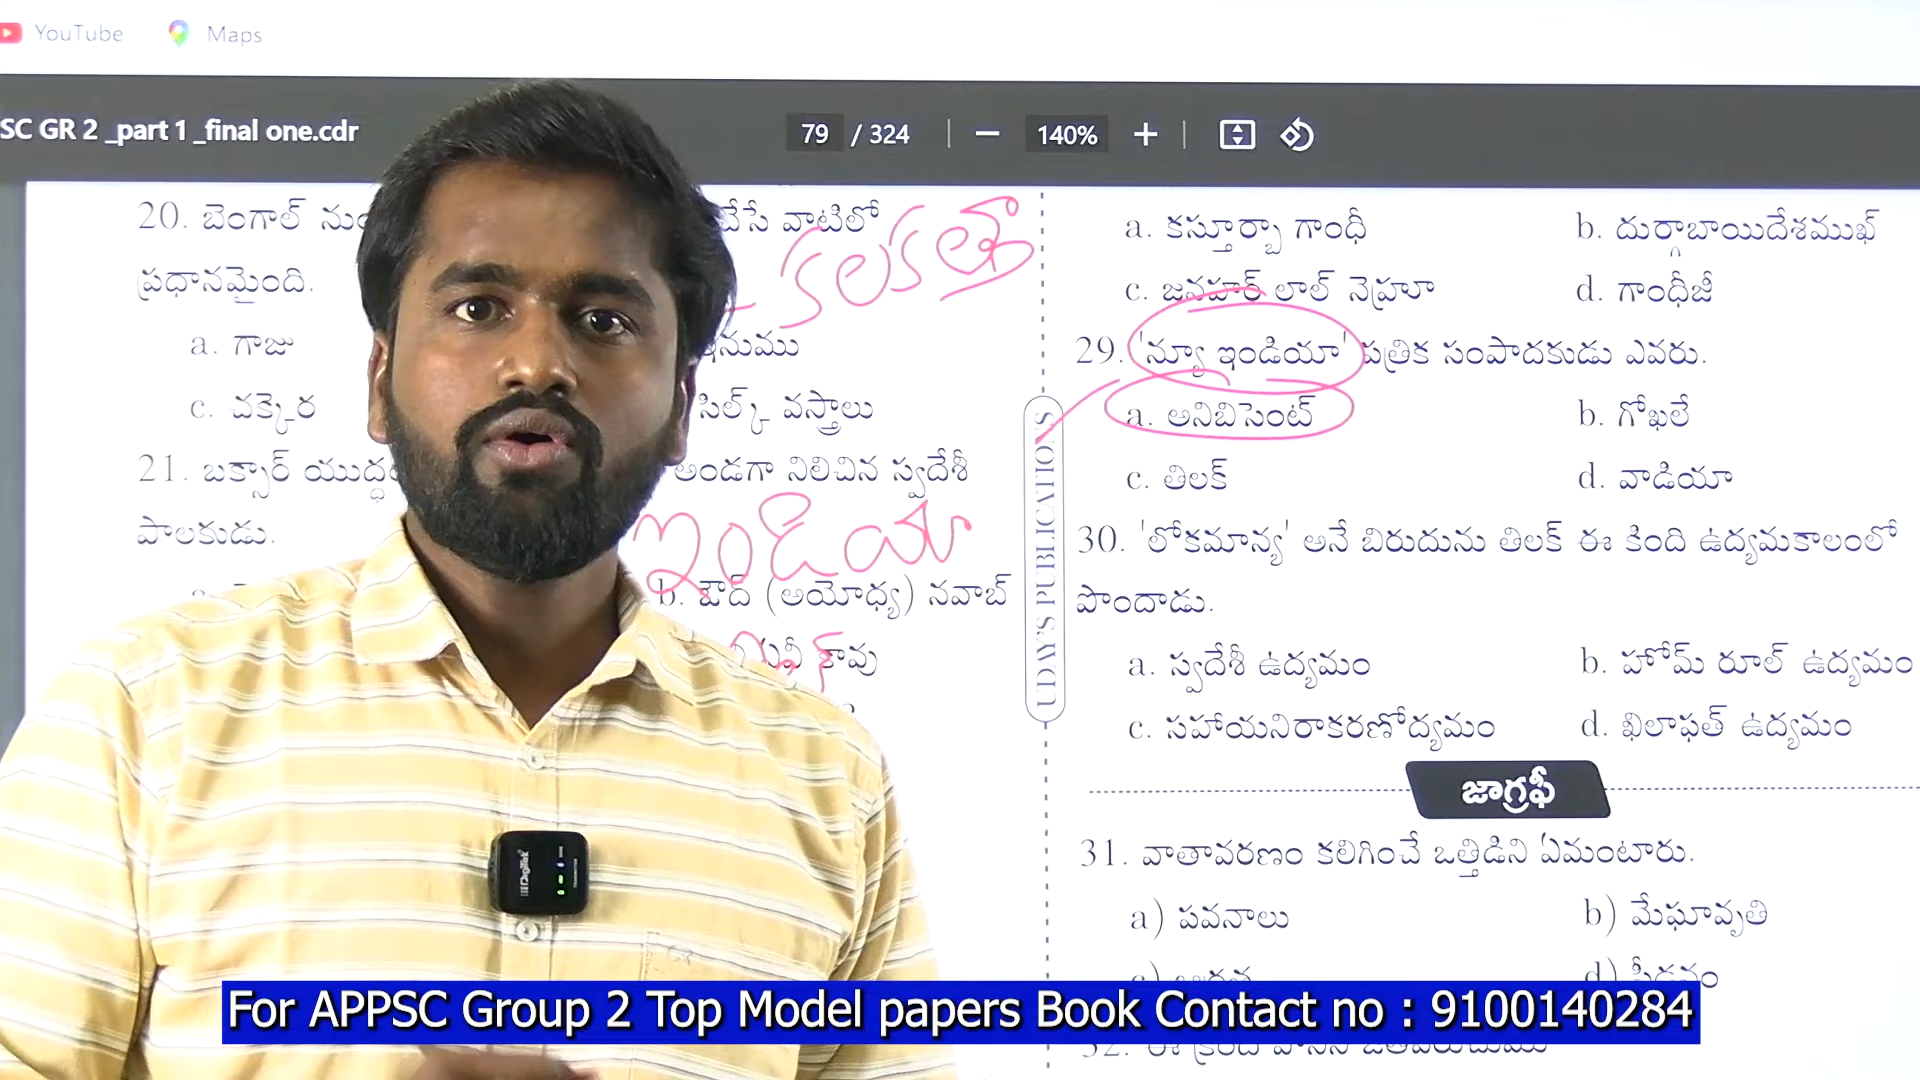 YouTube Maps
SC GR 2 _part 1 _final one.cdr
79 / 324 | − 140% + |
20. బెంగాల్ చేసే వాటిలో
ప్రధానమైంది.
కలకత్తా
a. గాజు
ఇనుము
c. చక్కెర
సిల్క్ వస్త్రాలు
21. బక్సార్ అండగా నిలిచిన స్వదేశీ
పాలకుడు.
ఇండియా
b. ఔద్ (అయోధ్య) నవాబ్
కావు
S.VOLU PUBLICATIONS
a. కస్తూర్బా గాంధీ b. దుర్గాబాయిదేశముఖ్
c. జవహర్ లాల్ నెహ్రూ d. గాంధీజీ
29. 'న్యూ ఇండియా' పత్రిక సంపాదకుడు ఎవరు.
a. అనిబిసెంట్ b. గోఖలే
c. తిలక్ d. వాడియా
30. 'లోకమాన్య' అనే బిరుదును తిలక్ ఈ కింది ఉద్యమకాలంలో
పొందాడు.
a. స్వదేశీ ఉద్యమం b. హోమ్ రూల్ ఉద్యమం
c. సహాయనిరాకరణోద్యమం d. ఖిలాఫత్ ఉద్యమం
జాగ్రఫీ
31. వాతావరణం కలిగించే ఒత్తిడిని ఏమంటారు.
a) పవనాలు b) మేఘావృతి
For APPSC Group 2 Top Model papers Book Contact no : 9100140284